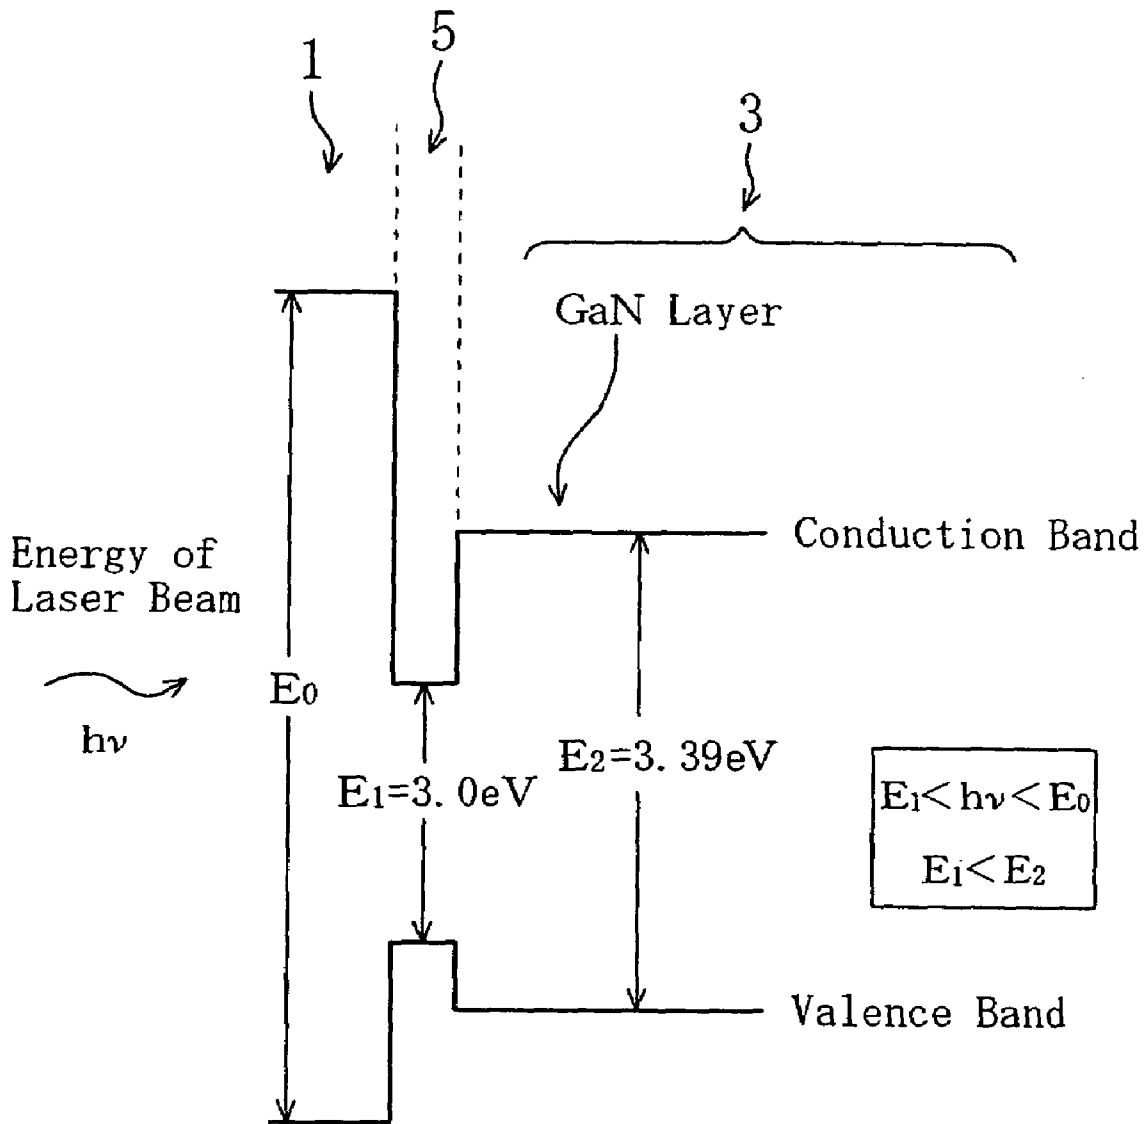 1
5
3
GaN Layer
Conduction Band
Energy of
Laser Beam
hν
E₀
E₁=3.0eV
E₂=3.39eV
E₁<hν<E₀
E₁<E₂
Valence Band